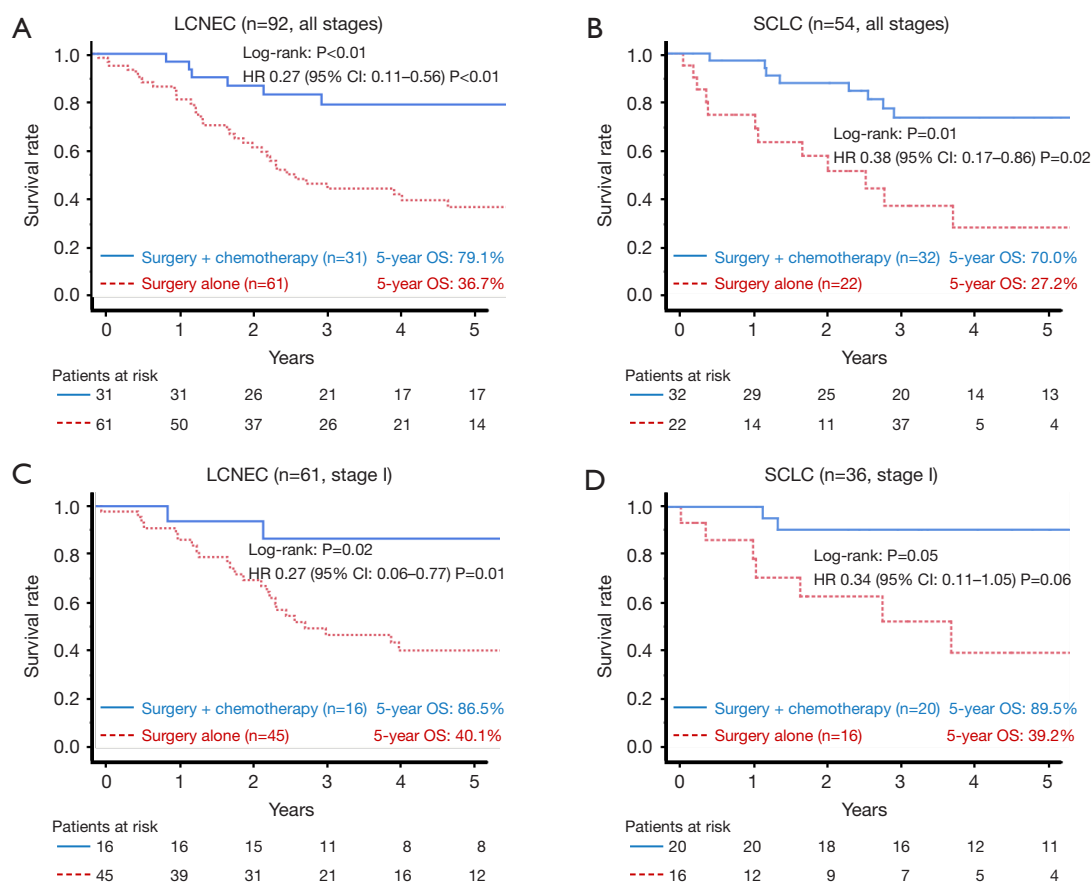 A
LCNEC (n=92, all stages)
Log-rank: P<0.01
HR 0.27 (95% CI: 0.11–0.56) P<0.01
Survival rate
1.0
0.8
0.6
0.4
0.2
0.0
Surgery + chemotherapy (n=31) 5-year OS: 79.1%
Surgery alone (n=61) 5-year OS: 36.7%
0 1 2 3 4 5
Years
Patients at risk
31 31 26 21 17 17
61 50 37 26 21 14
B
SCLC (n=54, all stages)
Log-rank: P=0.01
HR 0.38 (95% CI: 0.17–0.86) P=0.02
Survival rate
1.0
0.8
0.6
0.4
0.2
0.0
Surgery + chemotherapy (n=32) 5-year OS: 70.0%
Surgery alone (n=22) 5-year OS: 27.2%
0 1 2 3 4 5
Years
Patients at risk
32 29 25 20 14 13
22 14 11 37 5 4
C
LCNEC (n=61, stage I)
Log-rank: P=0.02
HR 0.27 (95% CI: 0.06–0.77) P=0.01
Survival rate
1.0
0.8
0.6
0.4
0.2
0.0
Surgery + chemotherapy (n=16) 5-year OS: 86.5%
Surgery alone (n=45) 5-year OS: 40.1%
0 1 2 3 4 5
Years
Patients at risk
16 16 15 11 8 8
45 39 31 21 16 12
D
SCLC (n=36, stage I)
Log-rank: P=0.05
HR 0.34 (95% CI: 0.11–1.05) P=0.06
Survival rate
1.0
0.8
0.6
0.4
0.2
0.0
Surgery + chemotherapy (n=20) 5-year OS: 89.5%
Surgery alone (n=16) 5-year OS: 39.2%
0 1 2 3 4 5
Years
Patients at risk
20 20 18 16 12 11
16 12 9 7 5 4